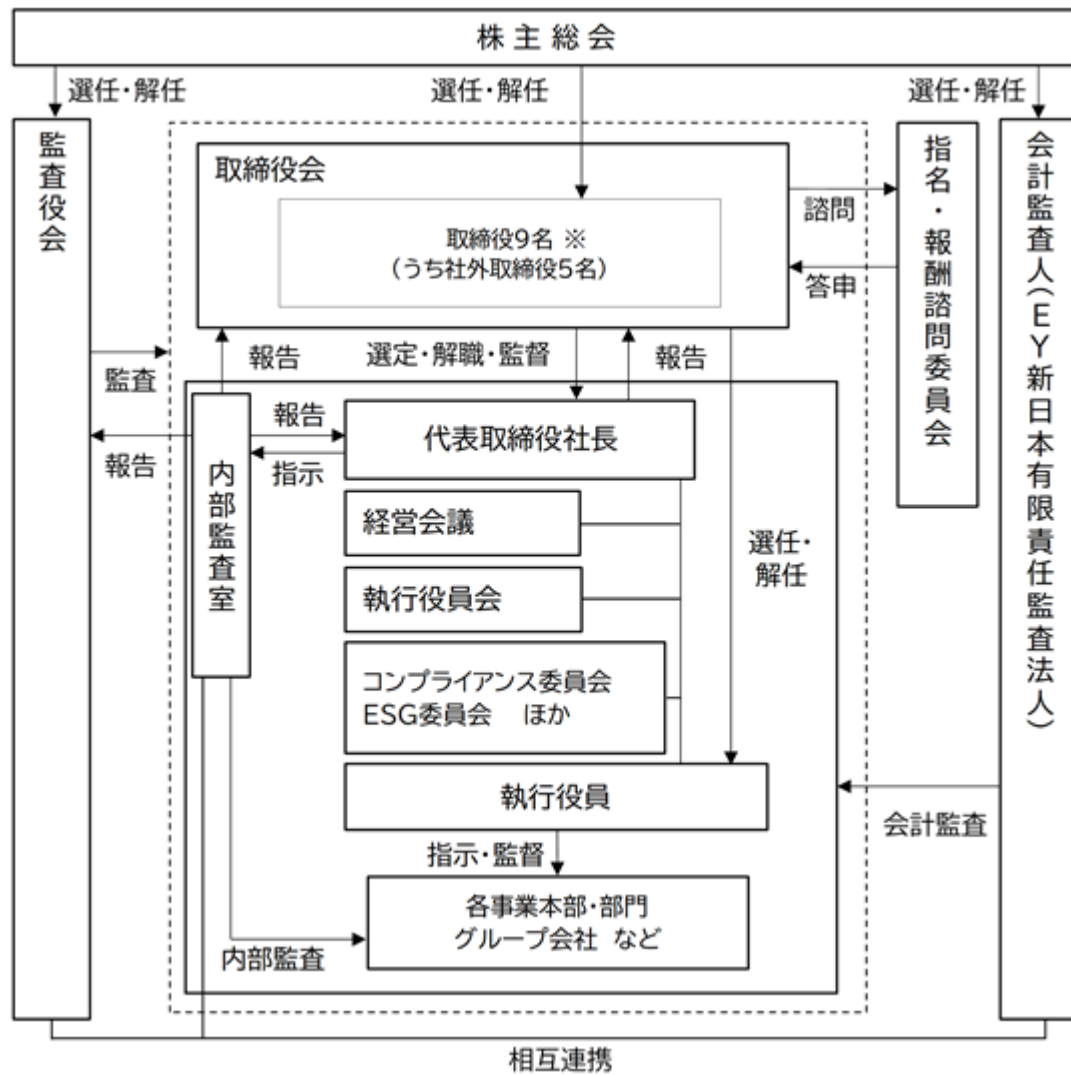 株主総会
選任・解任
選任・解任
選任・解任
監査役会
取締役会
取締役9名 ※
(うち社外取締役5名)
諮問
答申
指名・報酬諮問委員会
会計監査人(EY新日本有限責任監査法人)
監査
報告
選定・解職・監督
報告
報告
報告
指示
内部監査室
代表取締役社長
経営会議
執行役員会
コンプライアンス委員会
ESG委員会 ほか
選任・
解任
執行役員
会計監査
指示・監督
各事業本部・部門
グループ会社 など
内部監査
相互連携